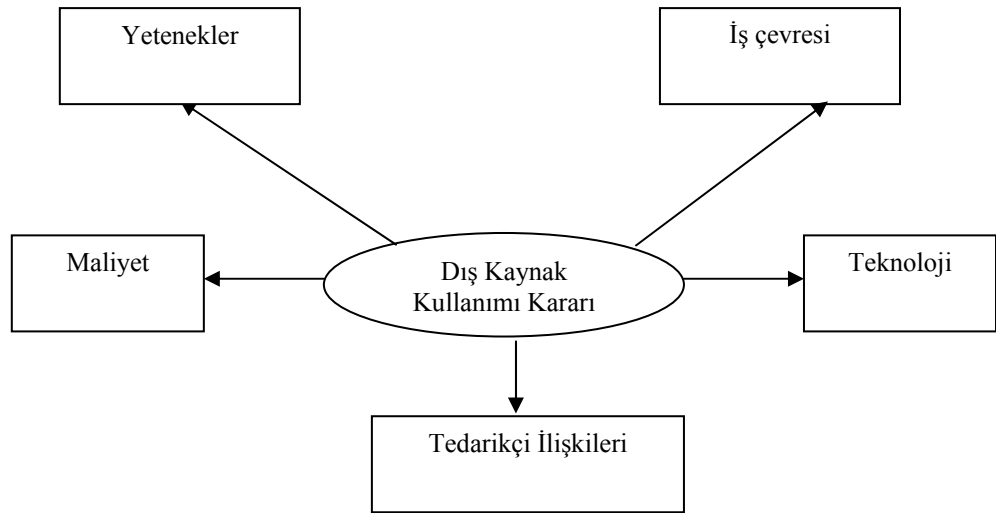 Yetenekler
İş çevresi
Maliyet
Dış Kaynak
Kullanımı Kararı
Teknoloji
Tedarikçi İlişkileri